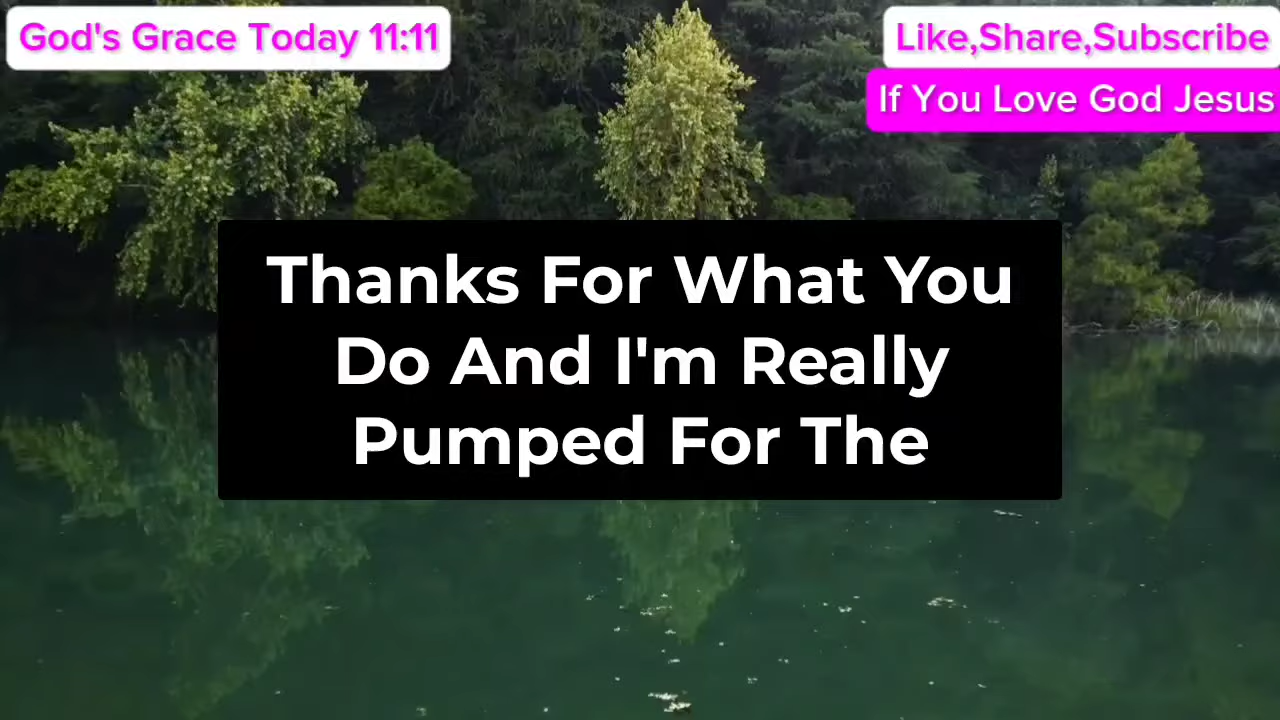 God's Grace Today 11:11
Like,Share,Subscribe
If You Love God Jesus
Thanks For What You
Do And I'm Really
Pumped For The